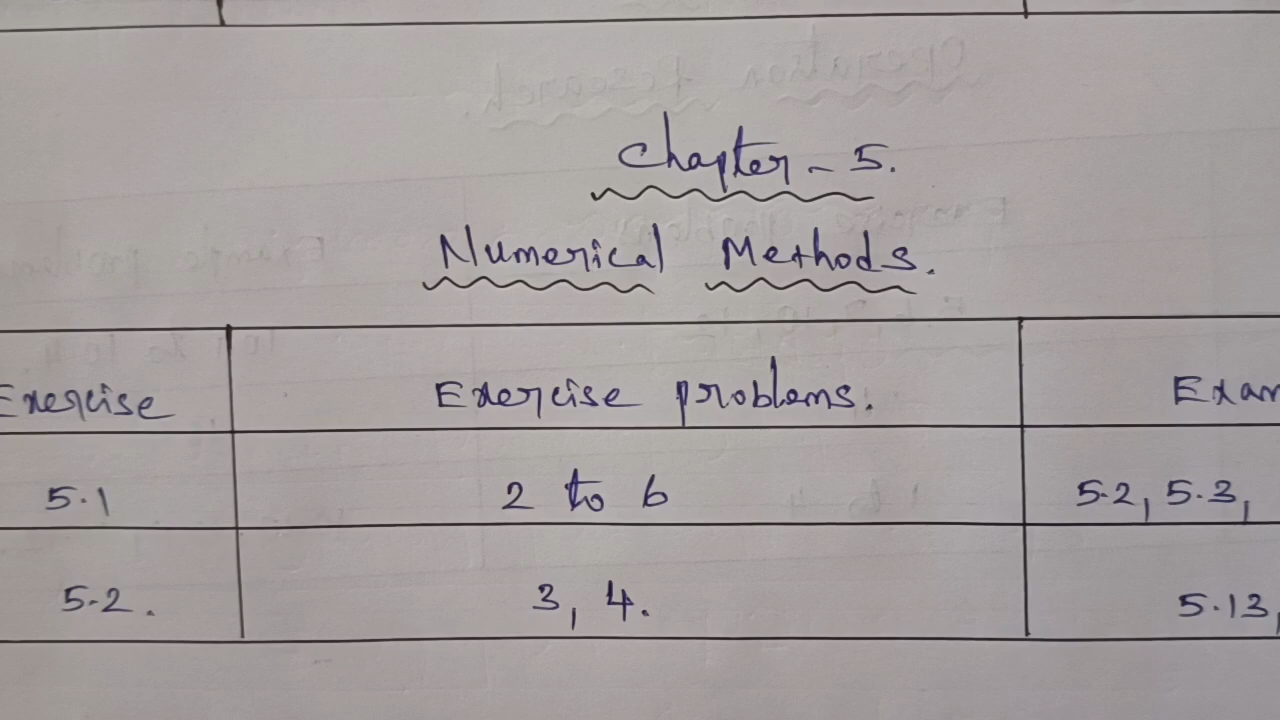 Chapter - 5.
Numerical Methods.
Exercise Exercise problems.
5.1 2 to 6 5.2, 5.3,
5.2. 3, 4. 5.13,